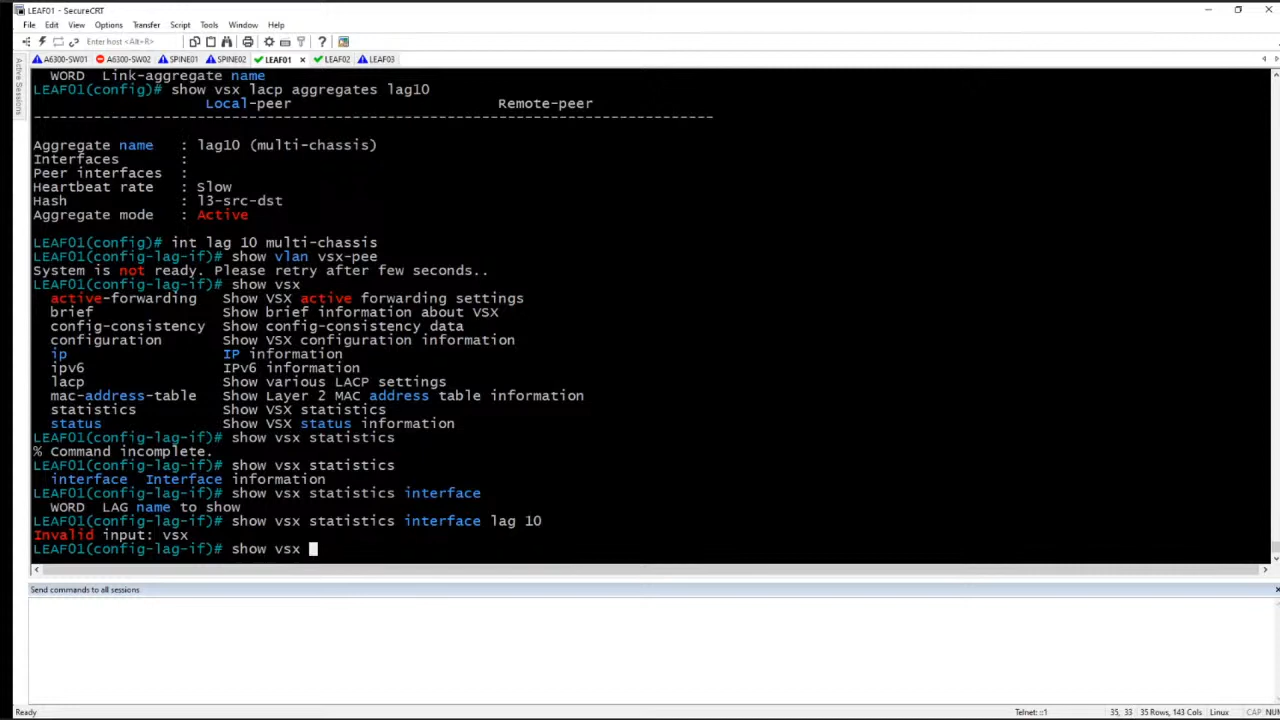 LEAF01 - SecureCRT
File Edit View Options Transfer Script Tools Window Help
Enter host <Alt+R>
A6300-SW01 A6300-SW02 SPINE01 SPINE02 LEAF01 LEAF02 LEAF03
Active Sessions
WORD  Link-aggregate name
LEAF01(config)# show vsx lacp aggregates lag10
Local-peer Remote-peer
-------------------------------------------------------------------------------
Aggregate name   : lag10 (multi-chassis)
Interfaces       :
Peer interfaces  :
Heartbeat rate   : Slow
Hash             : l3-src-dst
Aggregate mode   : Active
LEAF01(config)# int lag 10 multi-chassis
LEAF01(config-lag-if)# show vlan vsx-pee
System is not ready. Please retry after few seconds..
LEAF01(config-lag-if)# show vsx
active-forwarding   Show VSX active forwarding settings
brief               Show brief information about VSX
config-consistency  Show config-consistency data
configuration       Show VSX configuration information
ip                  IP information
ipv6                IPv6 information
lacp                Show various LACP settings
mac-address-table   Show Layer 2 MAC address table information
statistics          Show VSX statistics
status              Show VSX status information
LEAF01(config-lag-if)# show vsx statistics
% Command incomplete.
LEAF01(config-lag-if)# show vsx statistics
interface  Interface information
LEAF01(config-lag-if)# show vsx statistics interface
WORD  LAG name to show
LEAF01(config-lag-if)# show vsx statistics interface lag 10
Invalid input: vsx
LEAF01(config-lag-if)# show vsx
Send commands to all sessions
Ready Telnet: ::1 35, 33 35 Rows, 143 Cols Linux CAP NUM